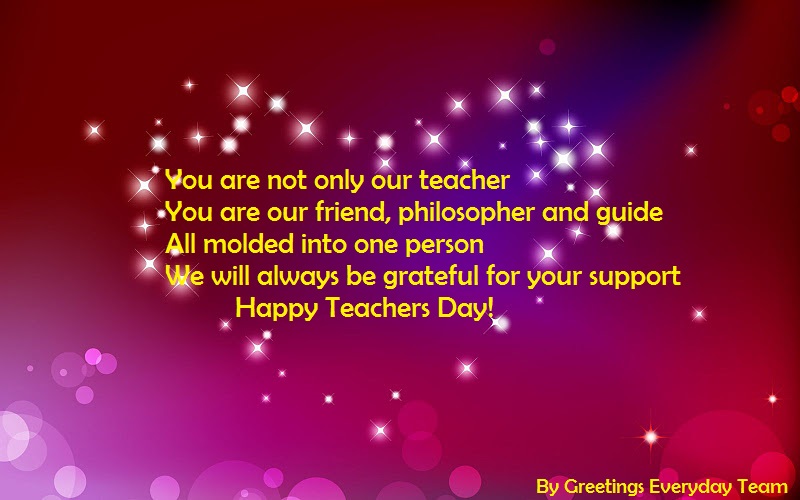 You are not only our teacher
You are our friend, philosopher and guide
All molded into one person
We will always be grateful for your support
Happy Teachers Day!
By Greetings Everyday Team